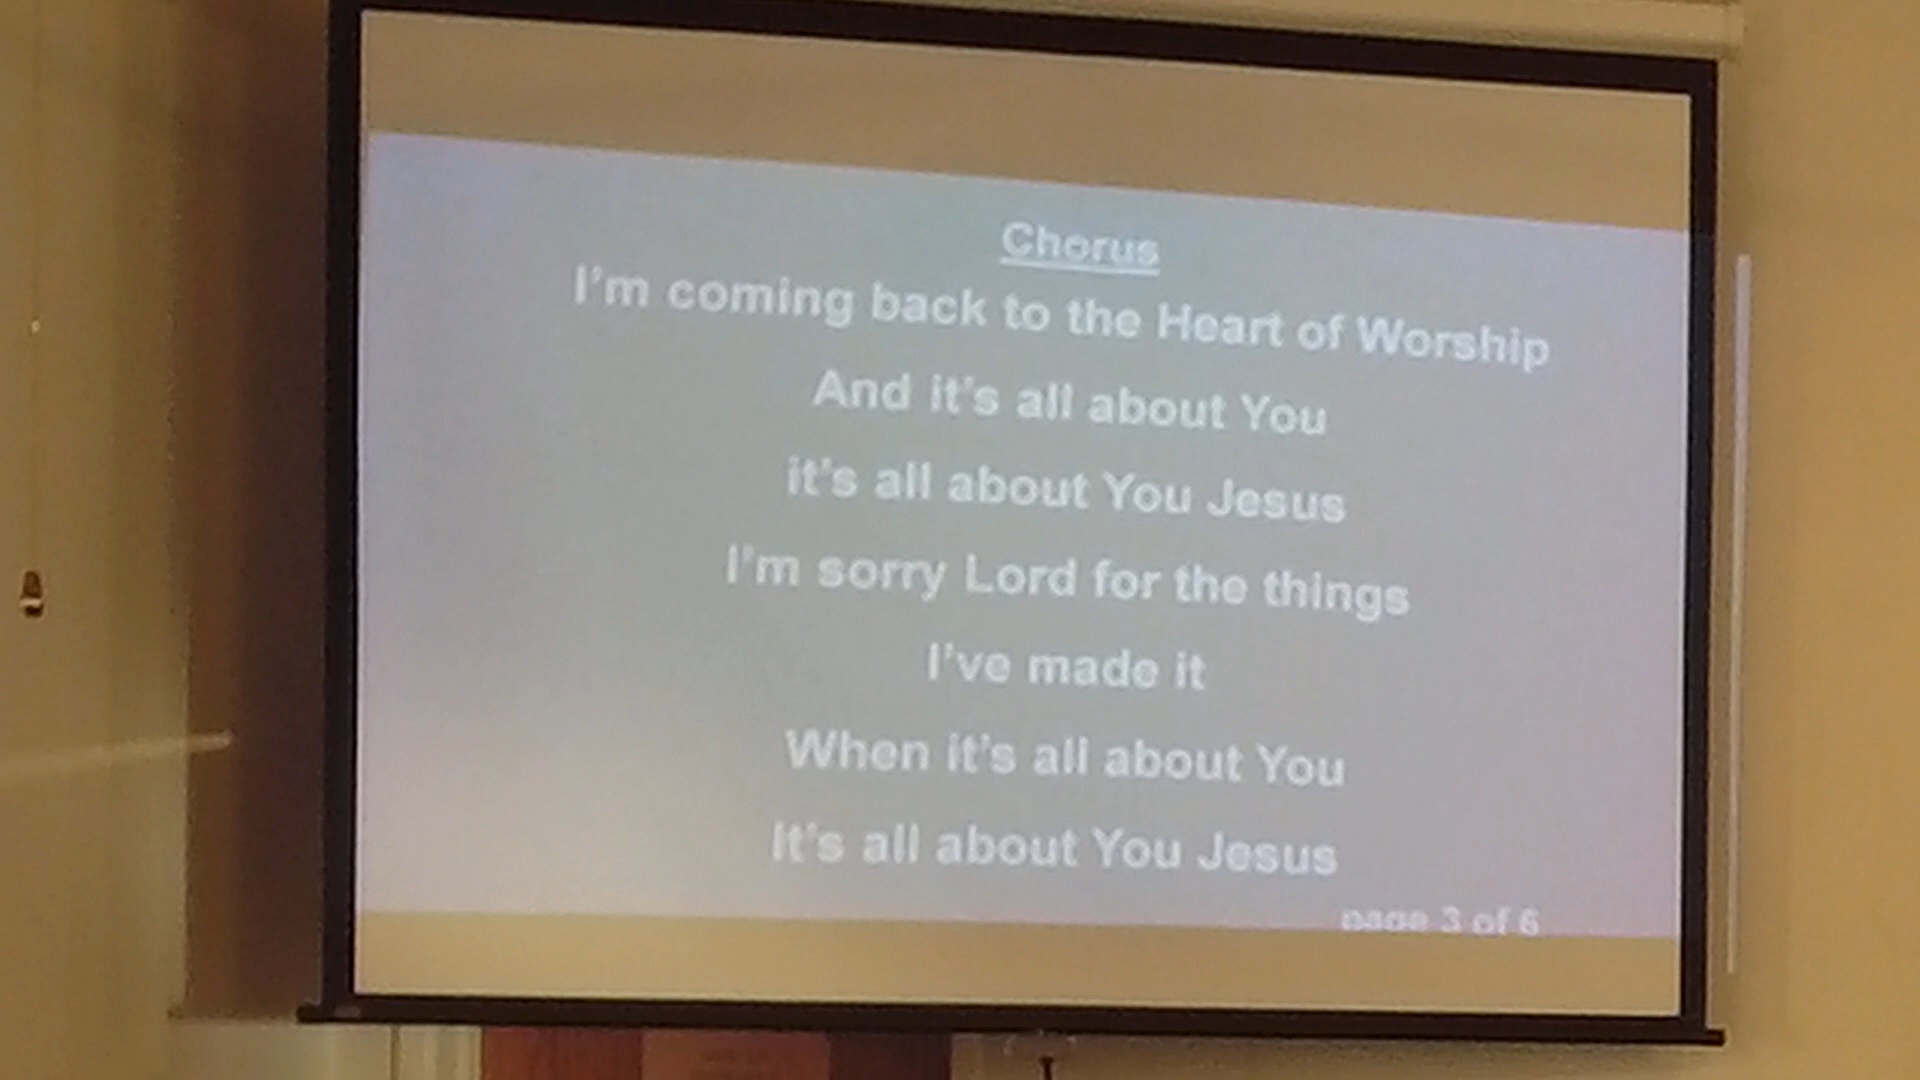 Chorus
I'm coming back to the Heart of Worship
And it's all about You
it's all about You Jesus
I'm sorry Lord for the things
I've made it
When it's all about You
It's all about You Jesus
page 3 of 6